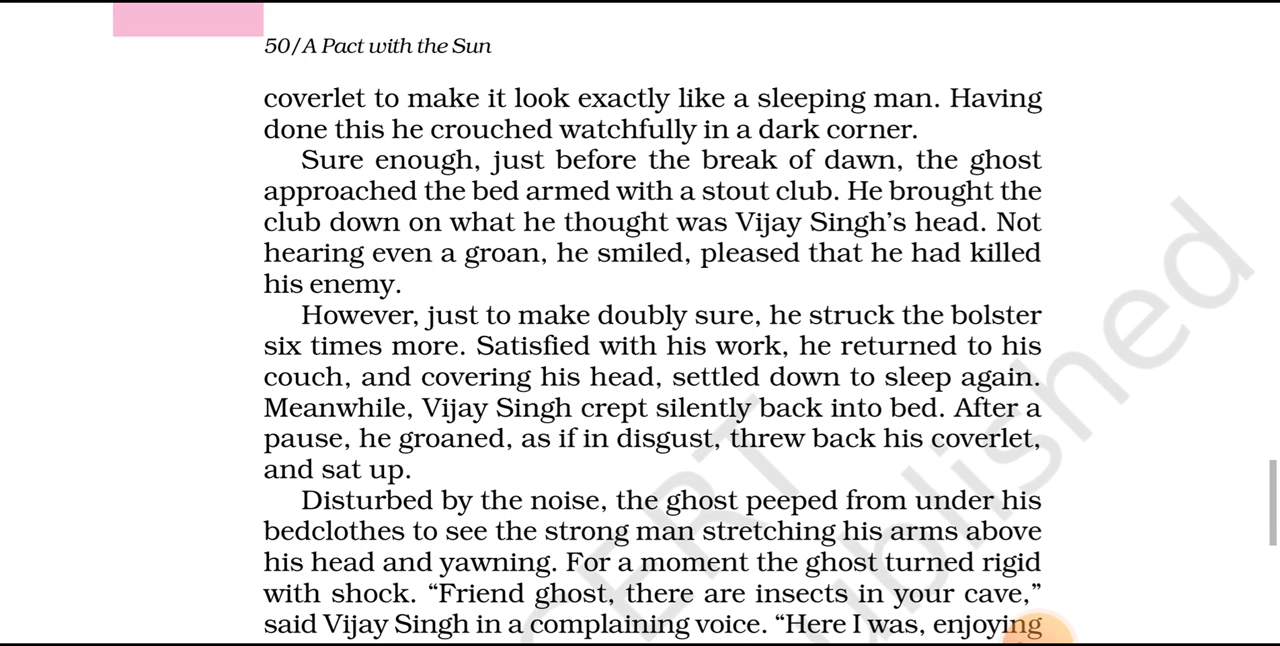 50/A Pact with the Sun
coverlet to make it look exactly like a sleeping man. Having
done this he crouched watchfully in a dark corner.
Sure enough, just before the break of dawn, the ghost
approached the bed armed with a stout club. He brought the
club down on what he thought was Vijay Singh’s head. Not
hearing even a groan, he smiled, pleased that he had killed
his enemy.
However, just to make doubly sure, he struck the bolster
six times more. Satisfied with his work, he returned to his
couch, and covering his head, settled down to sleep again.
Meanwhile, Vijay Singh crept silently back into bed. After a
pause, he groaned, as if in disgust, threw back his coverlet,
and sat up.
Disturbed by the noise, the ghost peeped from under his
bedclothes to see the strong man stretching his arms above
his head and yawning. For a moment the ghost turned rigid
with shock. “Friend ghost, there are insects in your cave,”
said Vijay Singh in a complaining voice. “Here I was, enjoying